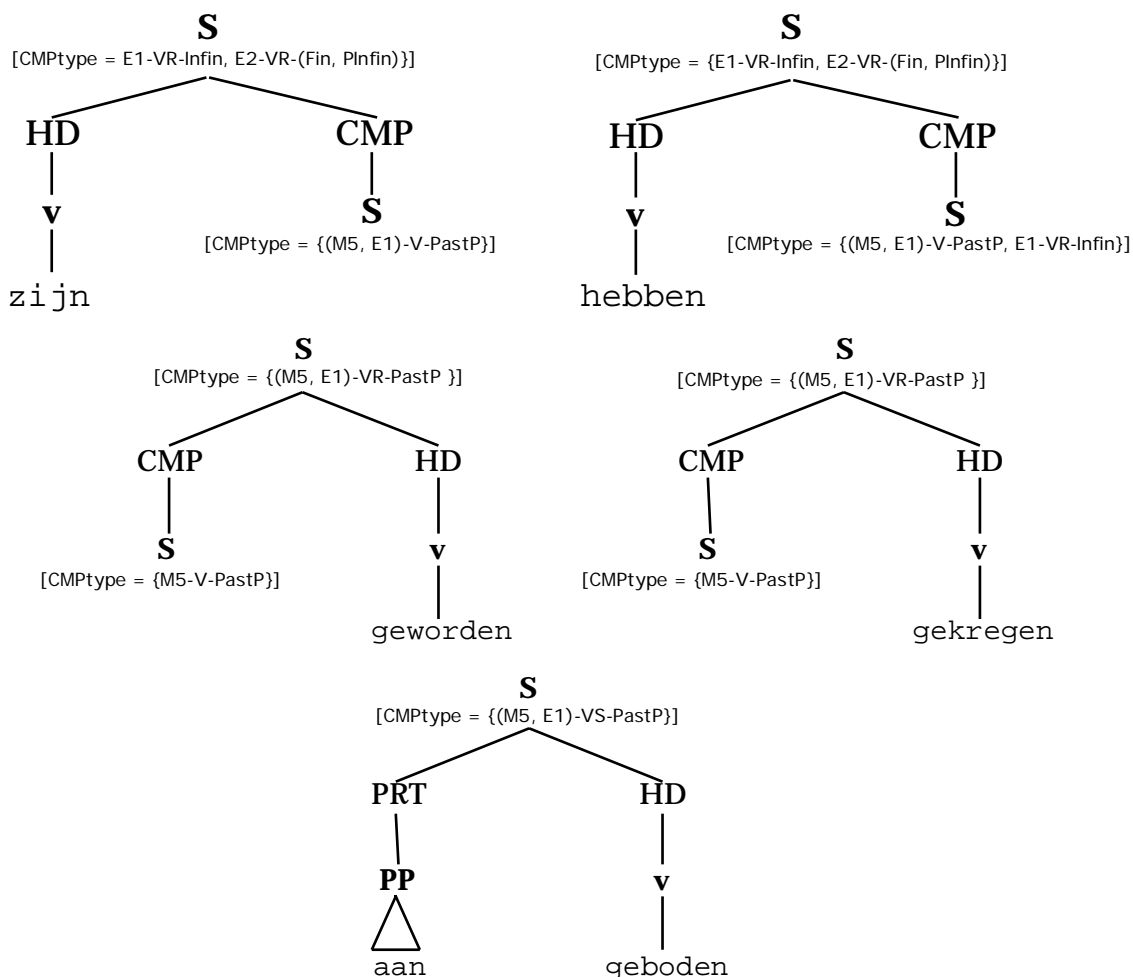 S
[CMPtype = E1-VR-Infin, E2-VR-(Fin, PInfin)}]
HD CMP
v S
[CMPtype = {(M5, E1)-V-PastP}]
zijn
S
[CMPtype = {E1-VR-Infin, E2-VR-(Fin, PInfin)}]
HD CMP
v S
[CMPtype = {(M5, E1)-V-PastP, E1-VR-Infin}]
hebben
S
[CMPtype = {(M5, E1)-VR-PastP }]
CMP HD
S v
[CMPtype = {M5-V-PastP}]
geworden
S
[CMPtype = {(M5, E1)-VR-PastP }]
CMP HD
S v
[CMPtype = {M5-V-PastP}]
gekregen
S
[CMPtype = {(M5, E1)-VS-PastP}]
PRT HD
PP v
aan geboden